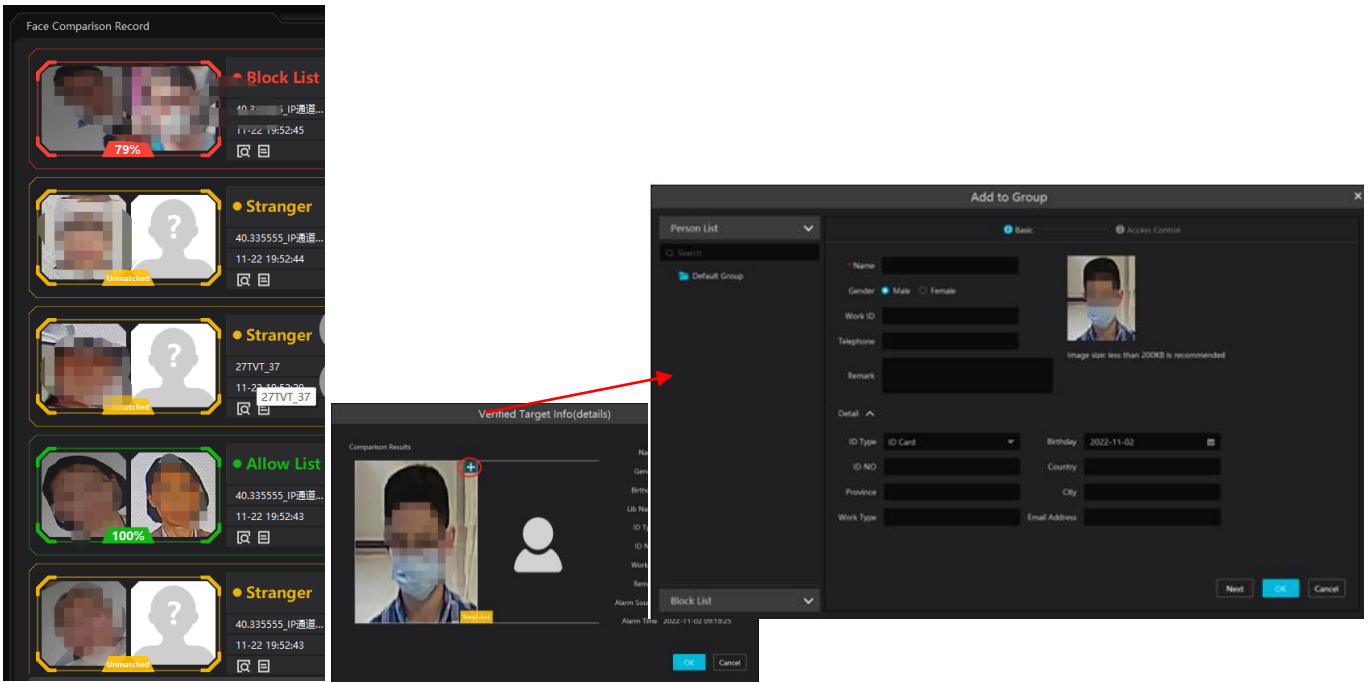 Face Comparison Record
Block List
IP通道...
11-22 19:52:45
79%
Stranger
40.335555_IP通道...
11-22 19:52:44
Unmatched
Stranger
27TVT_37
27TVT_37
Unmatched
Allow List
40.335555_IP通道...
11-22 19:52:43
100%
Stranger
40.335555_IP通道...
11-22 19:52:43
Unmatched
Verified Target Info(details)
Comparison Results
Alarm Time 2022-11-02 09:18:25
OK Cancel
Add to Group
Person List
Search
Default Group
Block List
1 Basic 2 Access Control
* Name
Gender Male Female
Work ID
Telephone
Remark
Image size: less than 200KB is recommended
Detail
ID Type ID Card Birthday 2022-11-02
ID NO Country
Province City
Work Type Email Address
Next OK Cancel